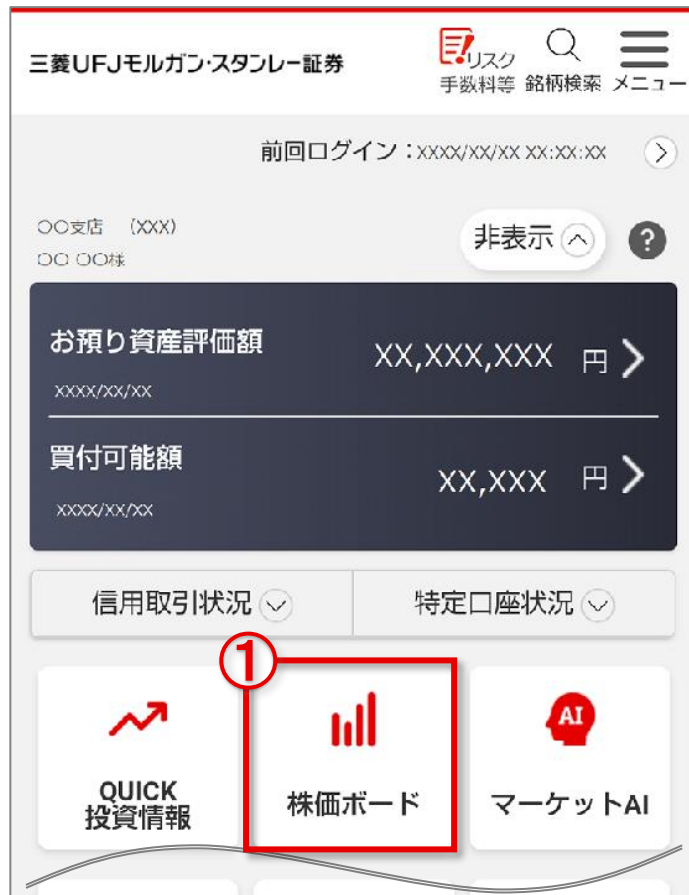 三菱UFJモルガン・スタンレー証券
リスク
手数料等 銘柄検索 メニュー
前回ログイン：XXXX/XX/XX XX:XX:XX
〇〇支店 (XXX)
〇〇 〇〇様
非表示
?
お預り資産評価額
XX,XXX,XXX 円
XXXX/XX/XX
買付可能額
XX,XXX 円
XXXX/XX/XX
信用取引状況
特定口座状況
①
AI
QUICK
投資情報
株価ボード
マーケットAI